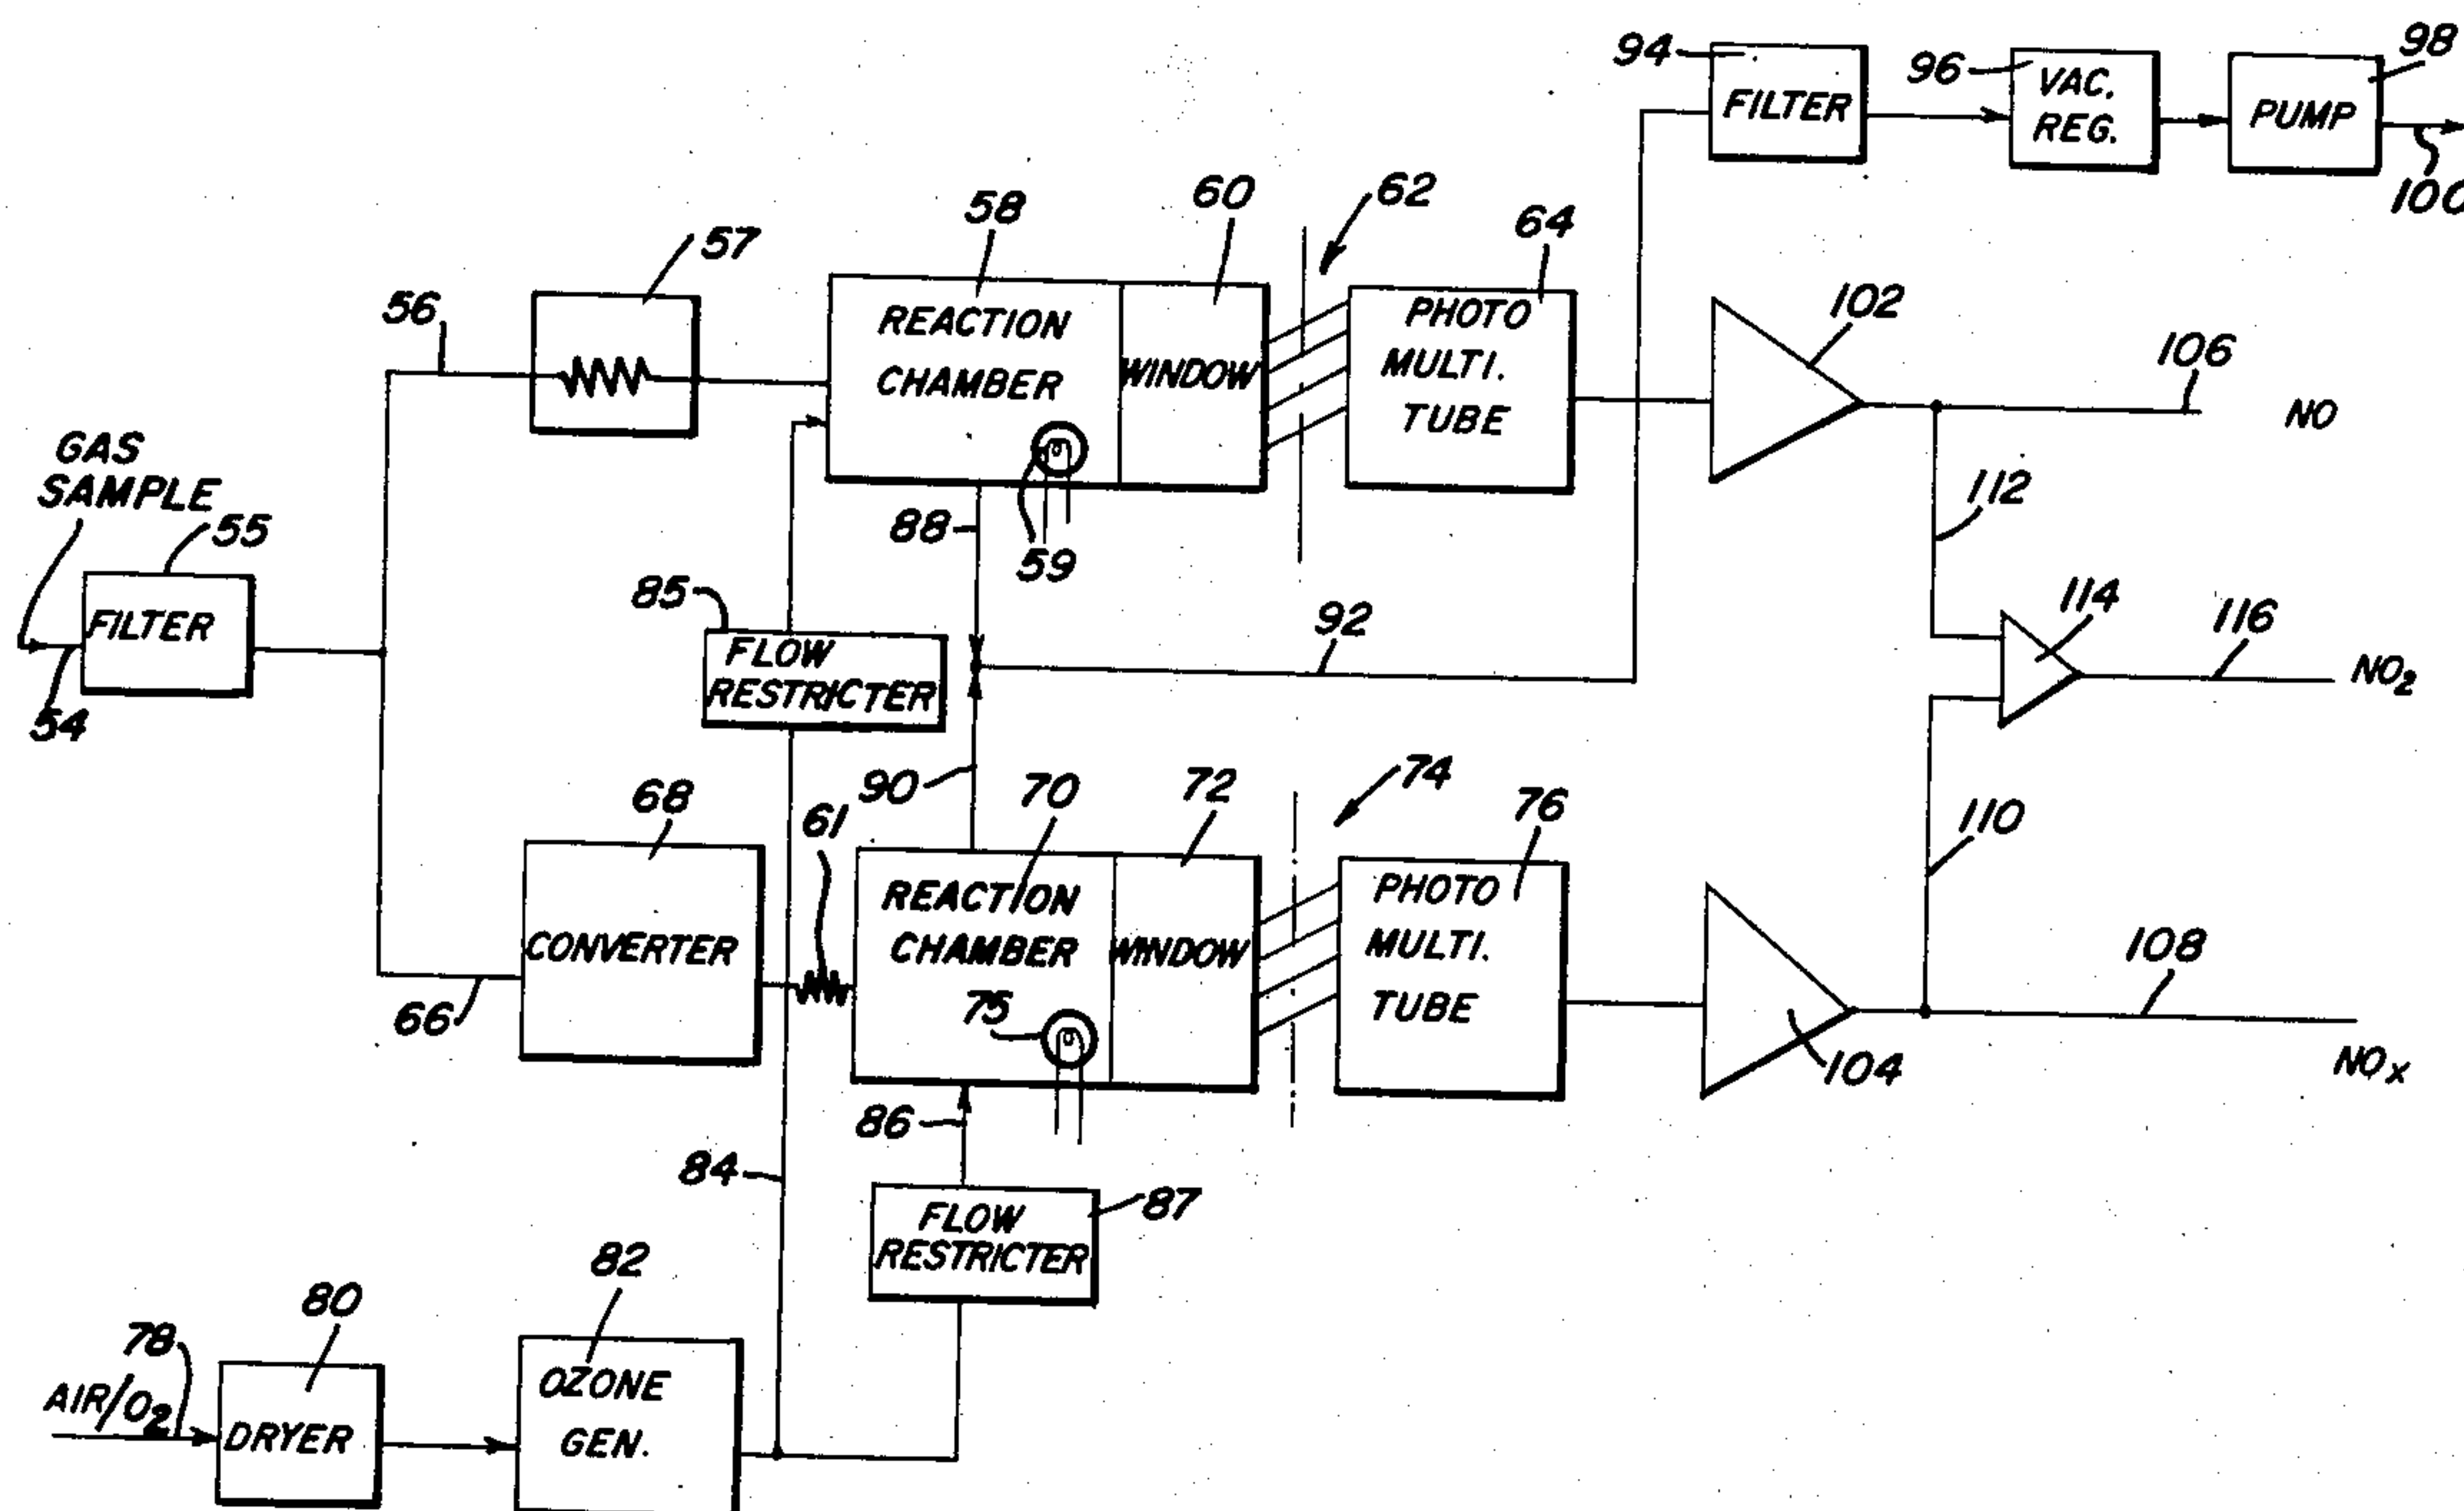 94
FILTER
96
VAC.
REG.
98
PUMP
100
57
58
60
62
64
56
REACTION
CHAMBER
WINDOW
PHOTO
MULTI.
TUBE
102
106
NO
GAS
SAMPLE
55
FILTER
54
88
59
85
FLOW
RESTRICTER
92
112
114
116
NO2
68
61
90
70
72
74
76
CONVERTER
66
REACTION
CHAMBER
75
WINDOW
PHOTO
MULTI.
TUBE
110
104
108
NOX
86
84
FLOW
RESTRICTER
87
80
82
78
AIR/O2
DRYER
OZONE
GEN.